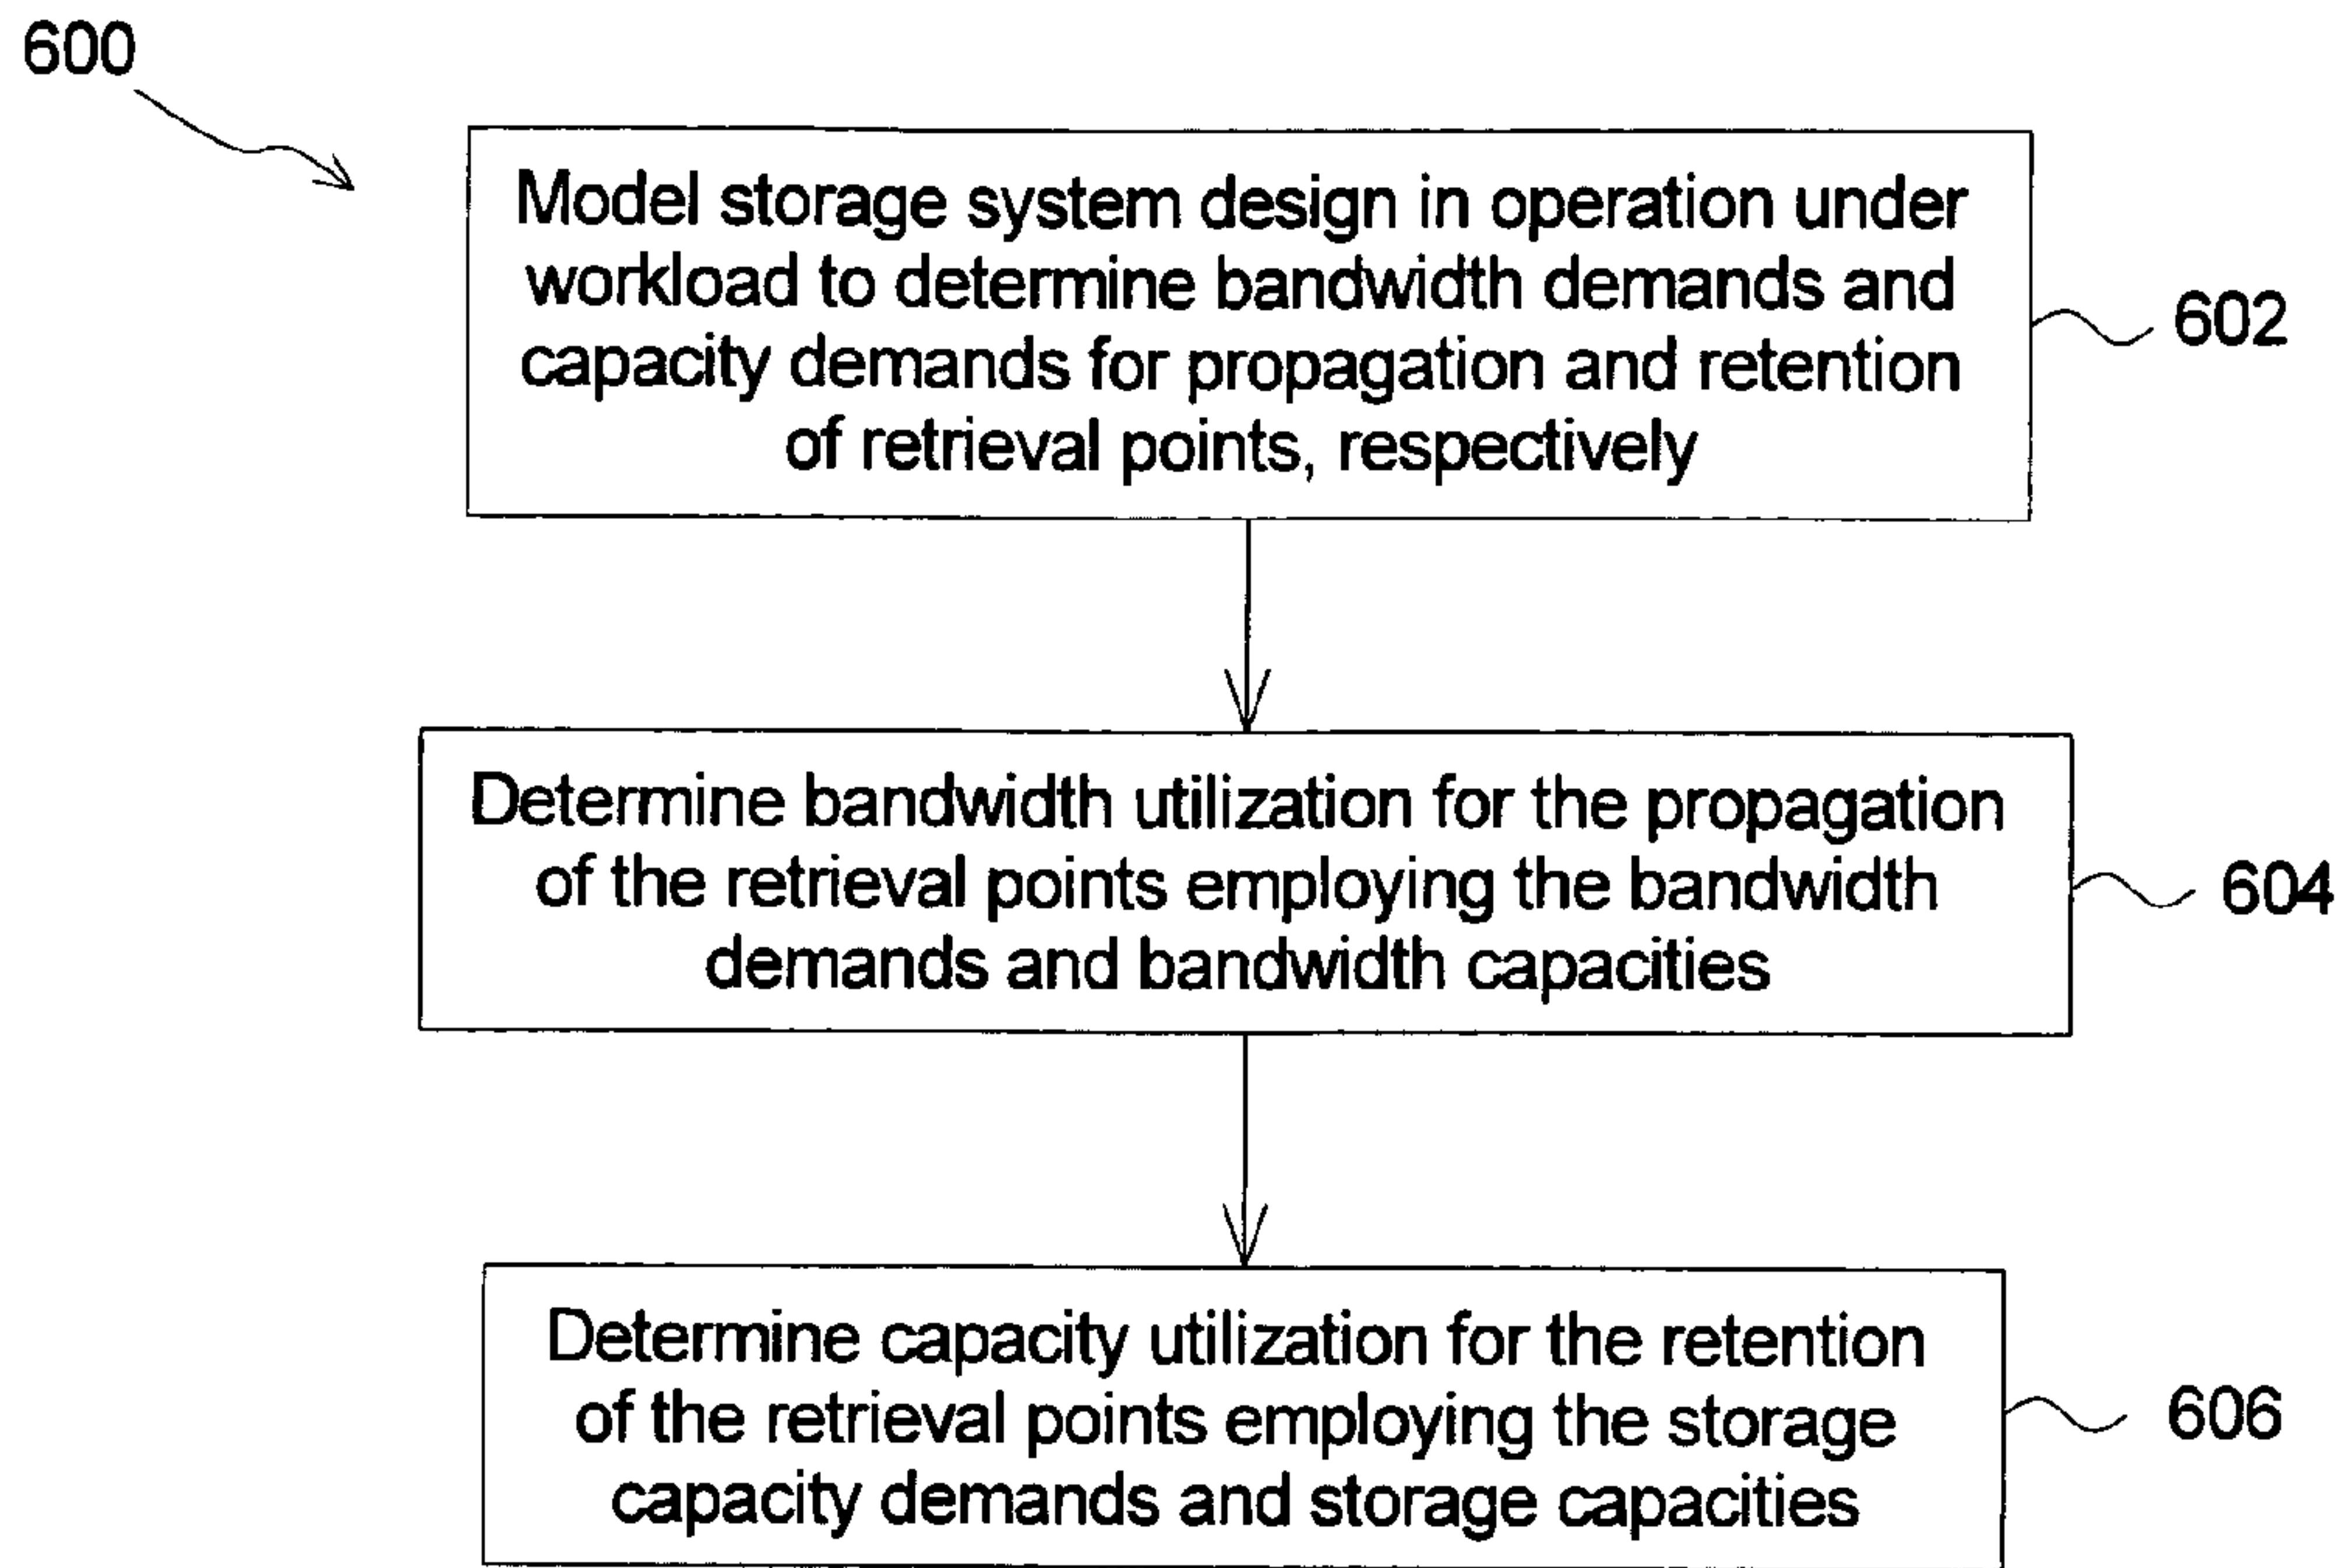 600
Model storage system design in operation under
workload to determine bandwidth demands and
capacity demands for propagation and retention
of retrieval points, respectively
602
Determine bandwidth utilization for the propagation
of the retrieval points employing the bandwidth
demands and bandwidth capacities
604
Determine capacity utilization for the retention
of the retrieval points employing the storage
capacity demands and storage capacities
606